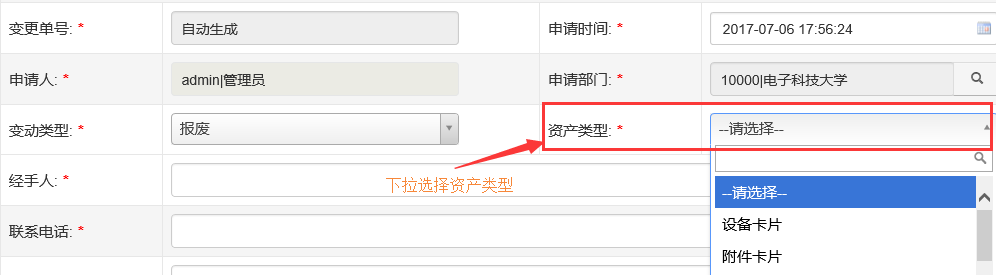 变更单号: * 自动生成 申请时间: * 2017-07-06 17:56:24
申请人: * admin|管理员 申请部门: * 10000|电子科技大学
变动类型: * 报废 资产类型: * --请选择--
经手人: * 下拉选择资产类型
--请选择--
设备卡片
联系电话: *
附件卡片